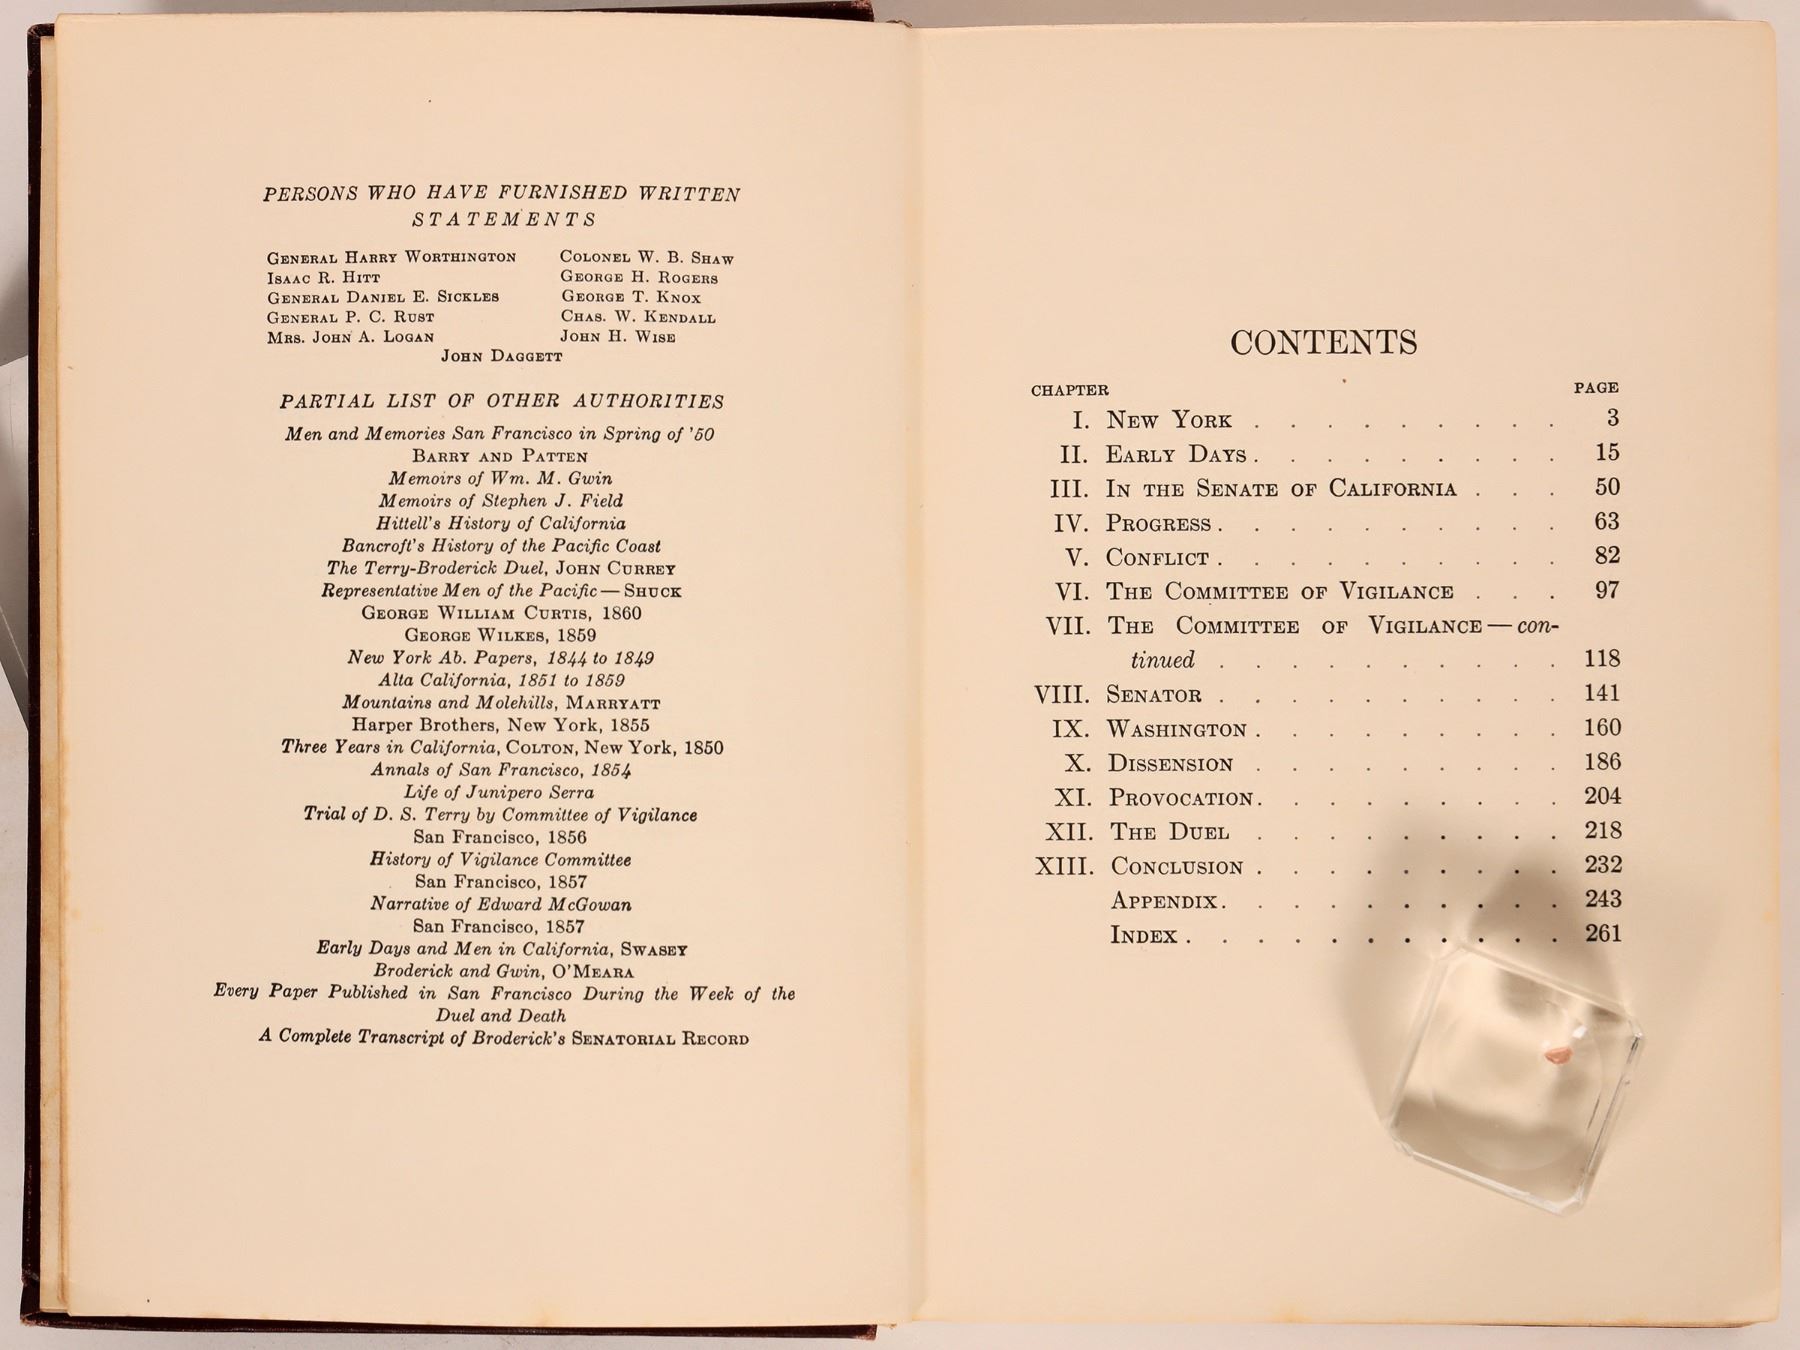 PERSONS WHO HAVE FURNISHED WRITTEN
STATEMENTS
GENERAL HARRY WORTHINGTON
ISAAC R. HITT
GENERAL DANIEL E. SICKLES
GENERAL P. C. RUST
MRS. JOHN A. LOGAN
COLONEL W. B. SHAW
GEORGE H. ROGERS
GEORGE T. KNOX
CHAS. W. KENDALL
JOHN H. WISE
JOHN DAGGETT
PARTIAL LIST OF OTHER AUTHORITIES
Men and Memories San Francisco in Spring of '50
BARRY AND PATTEN
Memoirs of Wm. M. Gwin
Memoirs of Stephen J. Field
Hittell's History of California
Bancroft's History of the Pacific Coast
The Terry-Broderick Duel, JOHN CURREY
Representative Men of the Pacific — SHUCK
GEORGE WILLIAM CURTIS, 1860
GEORGE WILKES, 1859
New York Ab. Papers, 1844 to 1849
Alta California, 1851 to 1859
Mountains and Molehills, MARRYATT
Harper Brothers, New York, 1855
Three Years in California, COLTON, New York, 1850
Annals of San Francisco, 1854
Life of Junipero Serra
Trial of D. S. Terry by Committee of Vigilance
San Francisco, 1856
History of Vigilance Committee
San Francisco, 1857
Narrative of Edward McGowan
San Francisco, 1857
Early Days and Men in California, SWASEY
Broderick and Gwin, O'MEARA
Every Paper Published in San Francisco During the Week of the
Duel and Death
A Complete Transcript of Broderick's SENATORIAL RECORD
CONTENTS
CHAPTER PAGE
I. NEW YORK . . . . . . . . . 3
II. EARLY DAYS . . . . . . . . . 15
III. IN THE SENATE OF CALIFORNIA . . . 50
IV. PROGRESS . . . . . . . . . . 63
V. CONFLICT . . . . . . . . . . 82
VI. THE COMMITTEE OF VIGILANCE . . . 97
VII. THE COMMITTEE OF VIGILANCE — con-
tinued . . . . . . . . . . 118
VIII. SENATOR . . . . . . . . . . 141
IX. WASHINGTON . . . . . . . . . 160
X. DISSENSION . . . . . . . . . 186
XI. PROVOCATION . . . . . . . . . 204
XII. THE DUEL . . . . . . . . . 218
XIII. CONCLUSION . . . . . . . . . 232
APPENDIX . . . . . . . . . . 243
INDEX . . . . . . . . . . . 261